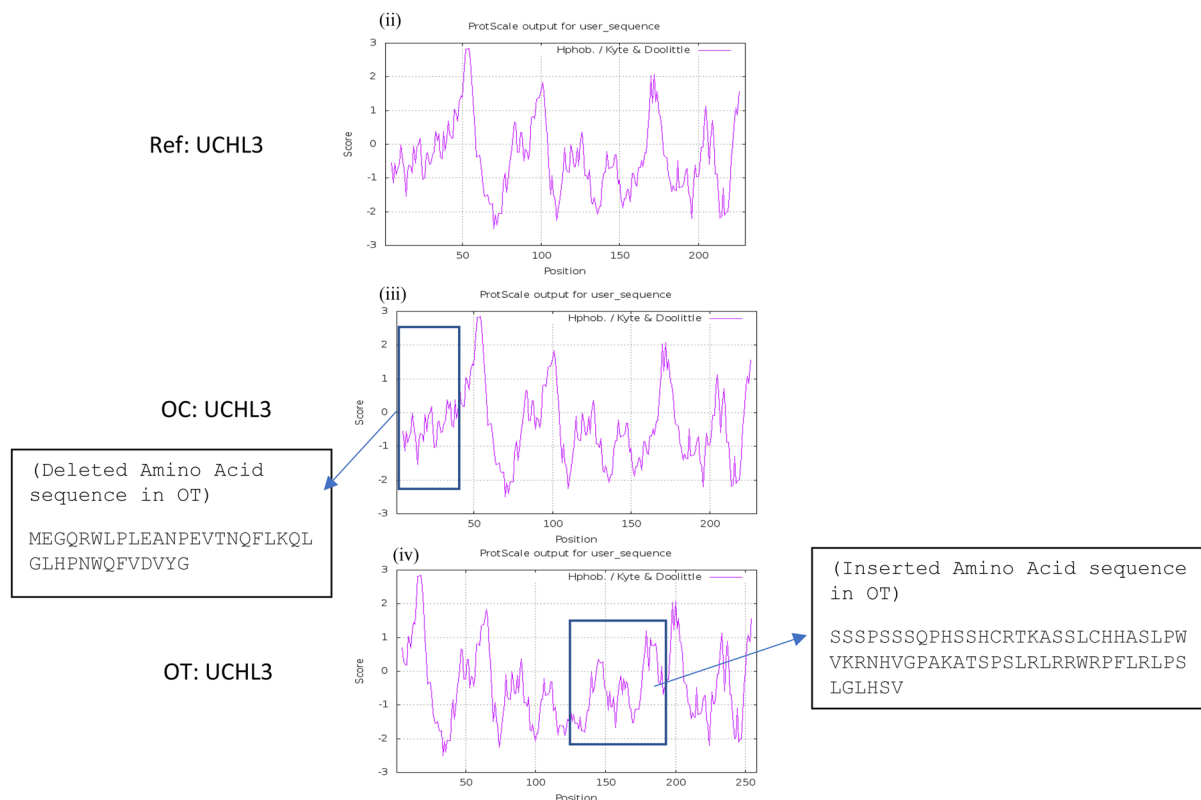 (ii)
ProtScale output for user_sequence
Hphob. / Kyte & Doolittle
3
2
1
0
-1
-2
-3
Score
50
100
150
200
Position
Ref: UCHL3
(iii)
ProtScale output for user_sequence
Hphob. / Kyte & Doolittle
3
2
1
0
-1
-2
-3
Score
50
100
150
200
Position
OC: UCHL3
(Deleted Amino Acid
sequence in OT)
MEGQRWLPLEANPEVTNQFLKQL
GLHPNWQFVDVYG
(iv)
ProtScale output for user_sequence
Hphob. / Kyte & Doolittle
3
2
1
0
-1
-2
-3
Score
50
100
150
200
250
Position
OT: UCHL3
(Inserted Amino Acid sequence
in OT)
SSSPSSSQPHSSHCRTKASSLCHHASLPW
VKRNHVGPAKATSPSLRLRRWRPFLRLPS
LGLHSV